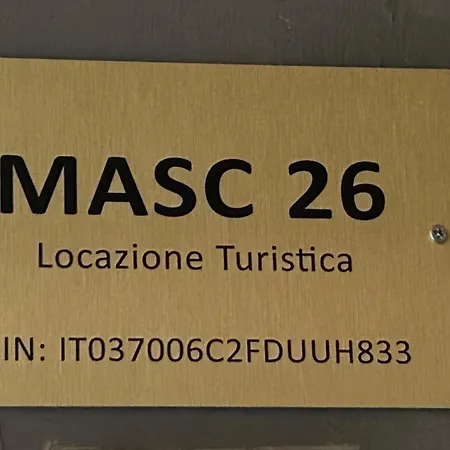 MASC 26
Locazione Turistica
IN: IT037006C2FDUUH833